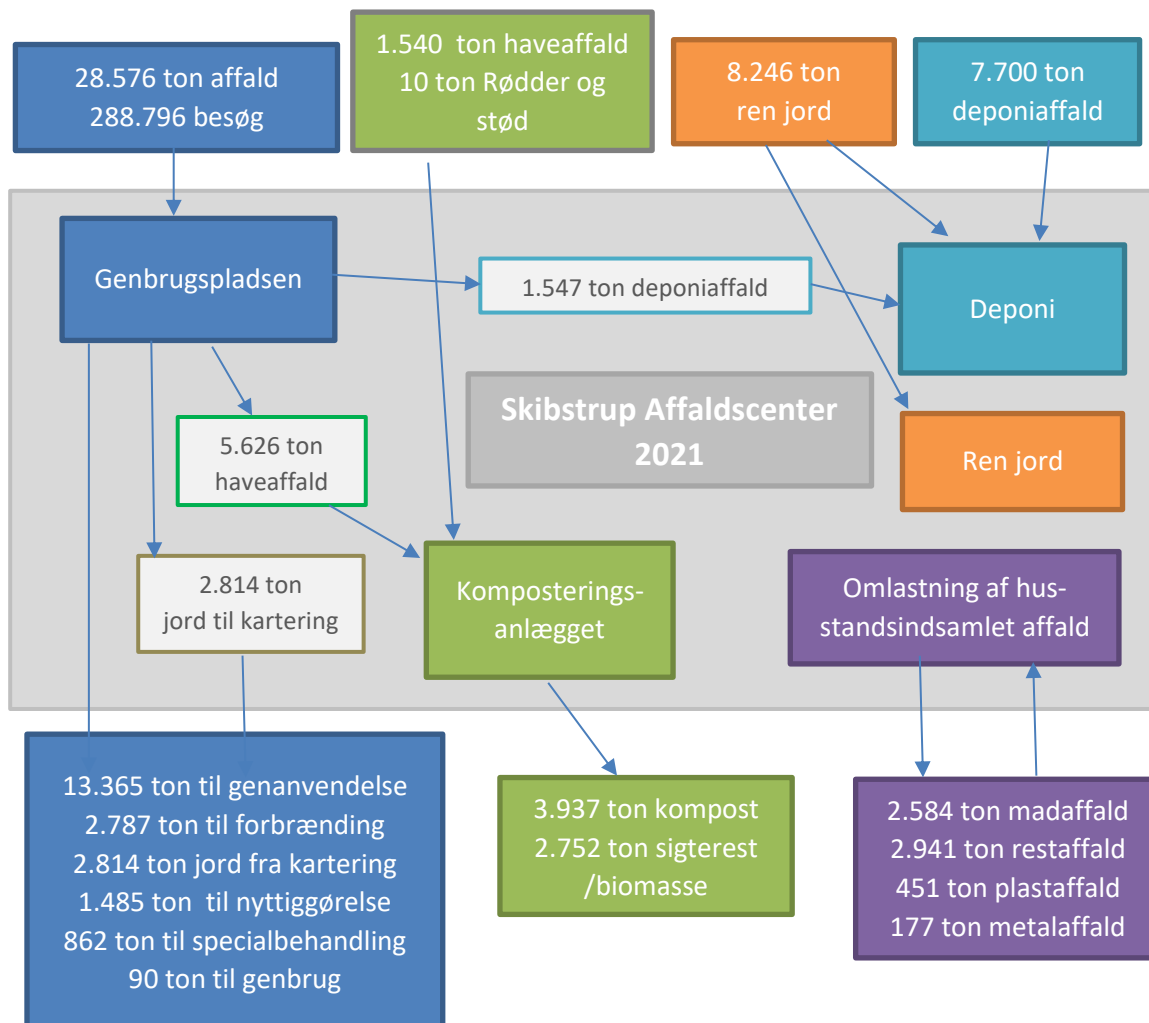 28.576 ton affald
288.796 besøg
1.540 ton haveaffald
10 ton Rødder og
stød
8.246 ton
ren jord
7.700 ton
deponiaffald
Genbrugspladsen
1.547 ton deponiaffald
Deponi
Skibstrup Affaldscenter
2021
5.626 ton
haveaffald
Ren jord
2.814 ton
jord til kartering
Komposterings-
anlægget
Omlastning af hus-
standsindsamlet affald
13.365 ton til genanvendelse
2.787 ton til forbrænding
2.814 ton jord fra kartering
1.485 ton til nyttiggørelse
862 ton til specialbehandling
90 ton til genbrug
3.937 ton kompost
2.752 ton sigterest
/biomasse
2.584 ton madaffald
2.941 ton restaffald
451 ton plastaffald
177 ton metalaffald